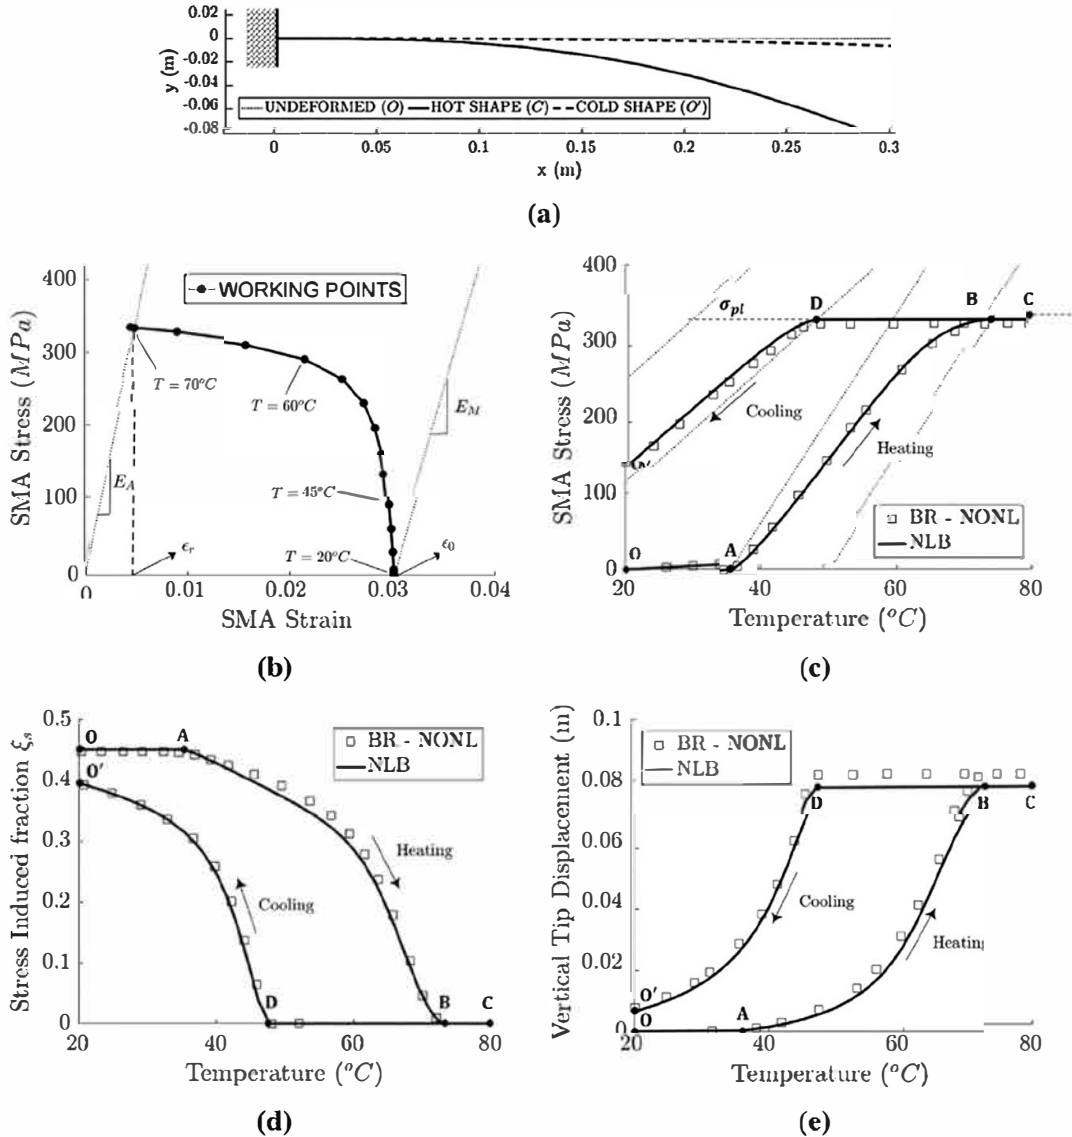 0.02
0
-0.02
-0.04
-0.06
-0.08
y (m)
UNDEFORMED (O) HOT SHAPE (C) COLD SHAPE (O')
0 0.05 0.1 0.15 0.2 0.25 0.3
x (m)
(a)
400
300
200
100
0
SMA Stress (MPa)
WORKING POINTS
T = 70°C
T = 60°C
E_M
E_A
T = 45°C
ϵ_r
T = 20°C
ϵ_0
0 0.01 0.02 0.03 0.04
SMA Strain
(b)
400
300
200
100
0
SMA Stress (MPa)
σ_pl
D
B
C
Cooling
Heating
O'
BR - NONL
NLB
O
A
20 40 60 80
Temperature (°C)
(c)
0.5
0.4
0.3
0.2
0.1
0
Stress Induced fraction ξ_s
O
A
O'
BR - NONL
NLB
Heating
Cooling
D
B
C
20 40 60 80
Temperature (°C)
(d)
0.1
0.08
0.06
0.04
0.02
0
Vertical Tip Displacement (m)
BR - NONL
NLB
D
B
C
Cooling
Heating
O'
O
A
20 40 60 80
Temperature (°C)
(e)